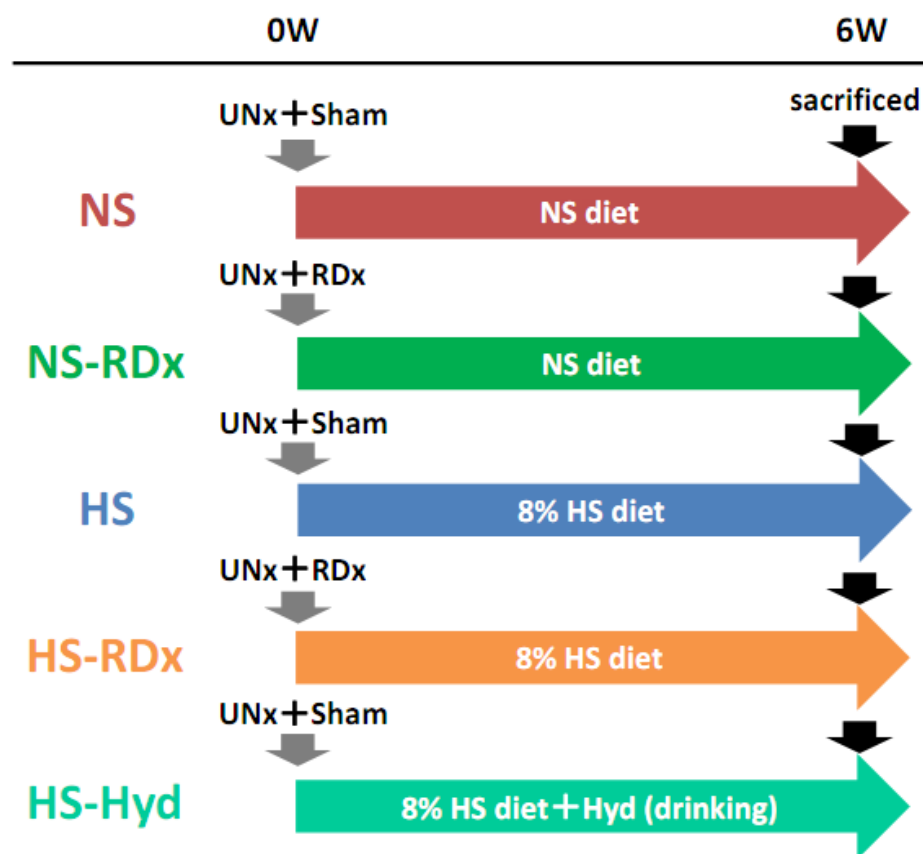 0W 6W
UNx+Sham sacrificed
NS NS diet
UNx+RDx
NS-RDx NS diet
UNx+Sham
HS 8% HS diet
UNx+RDx
HS-RDx 8% HS diet
UNx+Sham
HS-Hyd 8% HS diet+Hyd (drinking)